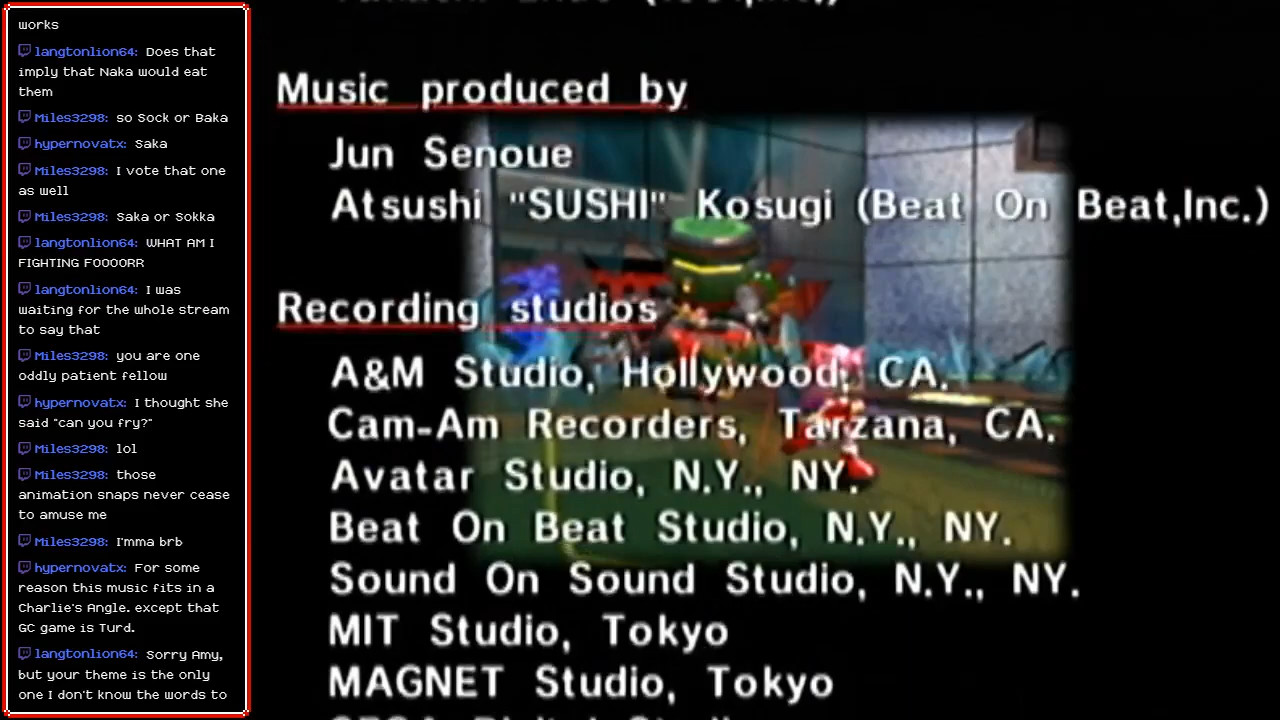 works
langtonlion64: Does that
imply that Naka would eat
them
Miles3298: so Sock or Baka
hypernovatx: Saka
Miles3298: I vote that one
as well
Miles3298: Saka or Sokka
langtonlion64: WHAT AM I
FIGHTING FOOOORR
langtonlion64: I was
waiting for the whole stream
to say that
Miles3298: you are one
oddly patient fellow
hypernovatx: I thought she
said "can you fry?"
Miles3298: lol
Miles3298: those
animation snaps never cease
to amuse me
Miles3298: I'mma brb
hypernovatx: For some
reason this music fits in a
Charlie's Angle. except that
GC game is Turd.
langtonlion64: Sorry Amy,
but your theme is the only
one I don't know the words to
Music produced by
Jun Senoue
Atsushi "SUSHI" Kosugi (Beat On Beat,Inc.)
Recording studios
A&M Studio, Hollywood, CA.
Cam-Am Recorders, Tarzana, CA.
Avatar Studio, N.Y., NY.
Beat On Beat Studio, N.Y., NY.
Sound On Sound Studio, N.Y., NY.
MIT Studio, Tokyo
MAGNET Studio, Tokyo